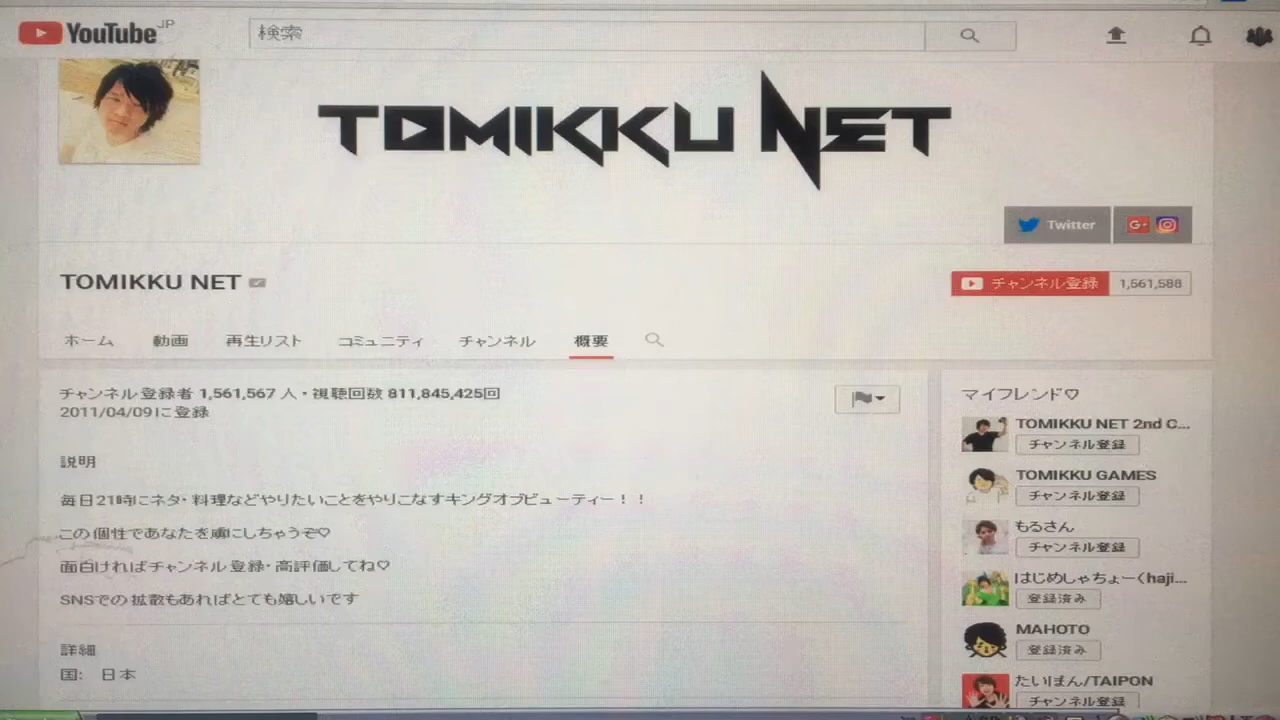 YouTube JP
検索
TOMIKKU NET
Twitter
TOMIKKU NET
チャンネル登録 1,561,588
ホーム 動画 再生リスト コミュニティ チャンネル 概要
チャンネル登録者 1,561,567 人・視聴回数 811,845,425回
2011/04/09に登録
説明
毎日21時にネタ・料理などやりたいことをやりこなすキングオブビューティー！！
この個性であなたを虜にしちゃうぞ♡
面白ければチャンネル登録・高評価してね♡
SNSでの拡散もあればとても嬉しいです
詳細
国: 日本
マイフレンド♡
TOMIKKU NET 2nd C...
チャンネル登録
TOMIKKU GAMES
チャンネル登録
もるさん
チャンネル登録
はじめしゃちょー(haji...
登録済み
MAHOTO
登録済み
たいぽん/TAIPON
チャンネル登録